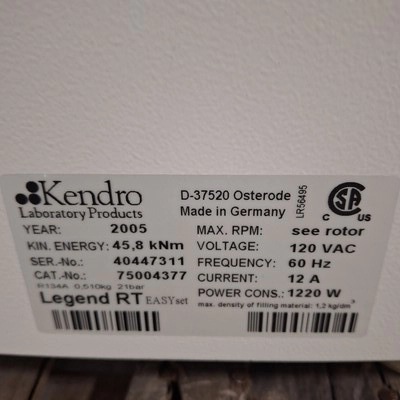 Kendro
Laboratory Products
D-37520 Osterode
Made in Germany
LR56495
C US
YEAR: 2005
MAX. RPM: see rotor
KIN. ENERGY: 45,8 kNm
VOLTAGE: 120 VAC
SER.-No.: 40447311
FREQUENCY: 60 Hz
CAT.-No.: 75004377
CURRENT: 12 A
R134A 0,510kg 21bar
POWER CONS.: 1220 W
Legend RT EASYset
max. density of filling material: 1,2 kg/dm³